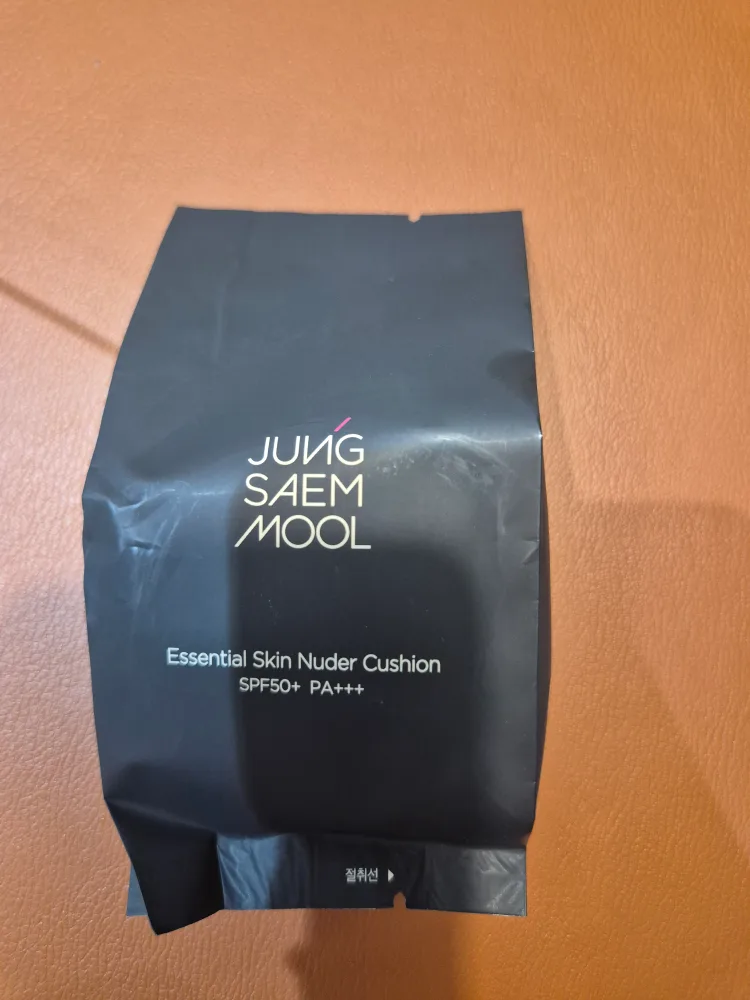 JUNG
SAEM
MOOL
Essential Skin Nuder Cushion
SPF50+ PA+++
절취선